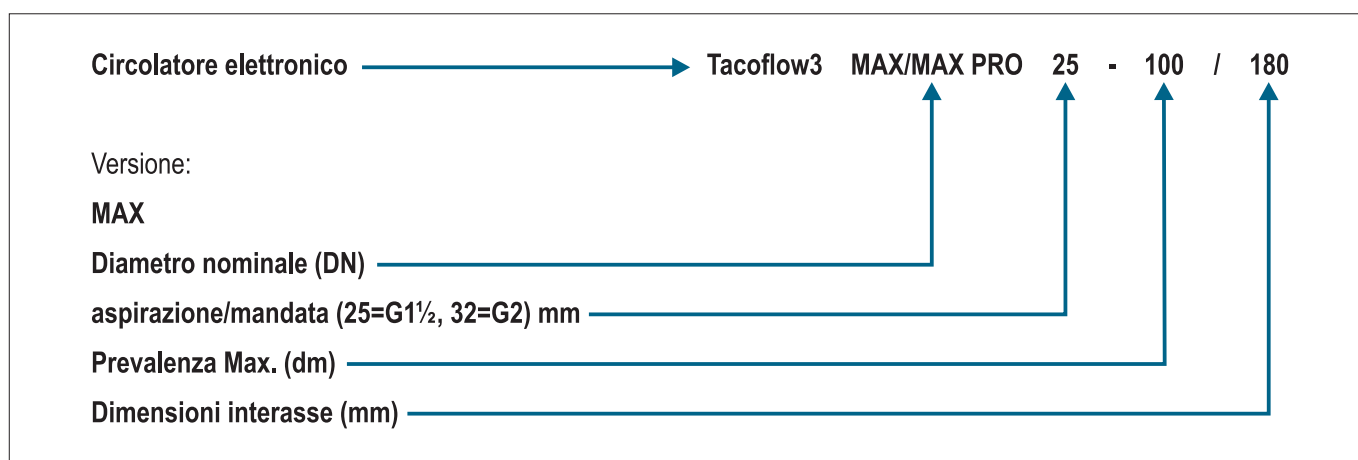 Circolatore elettronico Tacoflow3 MAX/MAX PRO 25 - 100 / 180
Versione:
MAX
Diametro nominale (DN)
aspirazione/mandata (25=G1½, 32=G2) mm
Prevalenza Max. (dm)
Dimensioni interasse (mm)